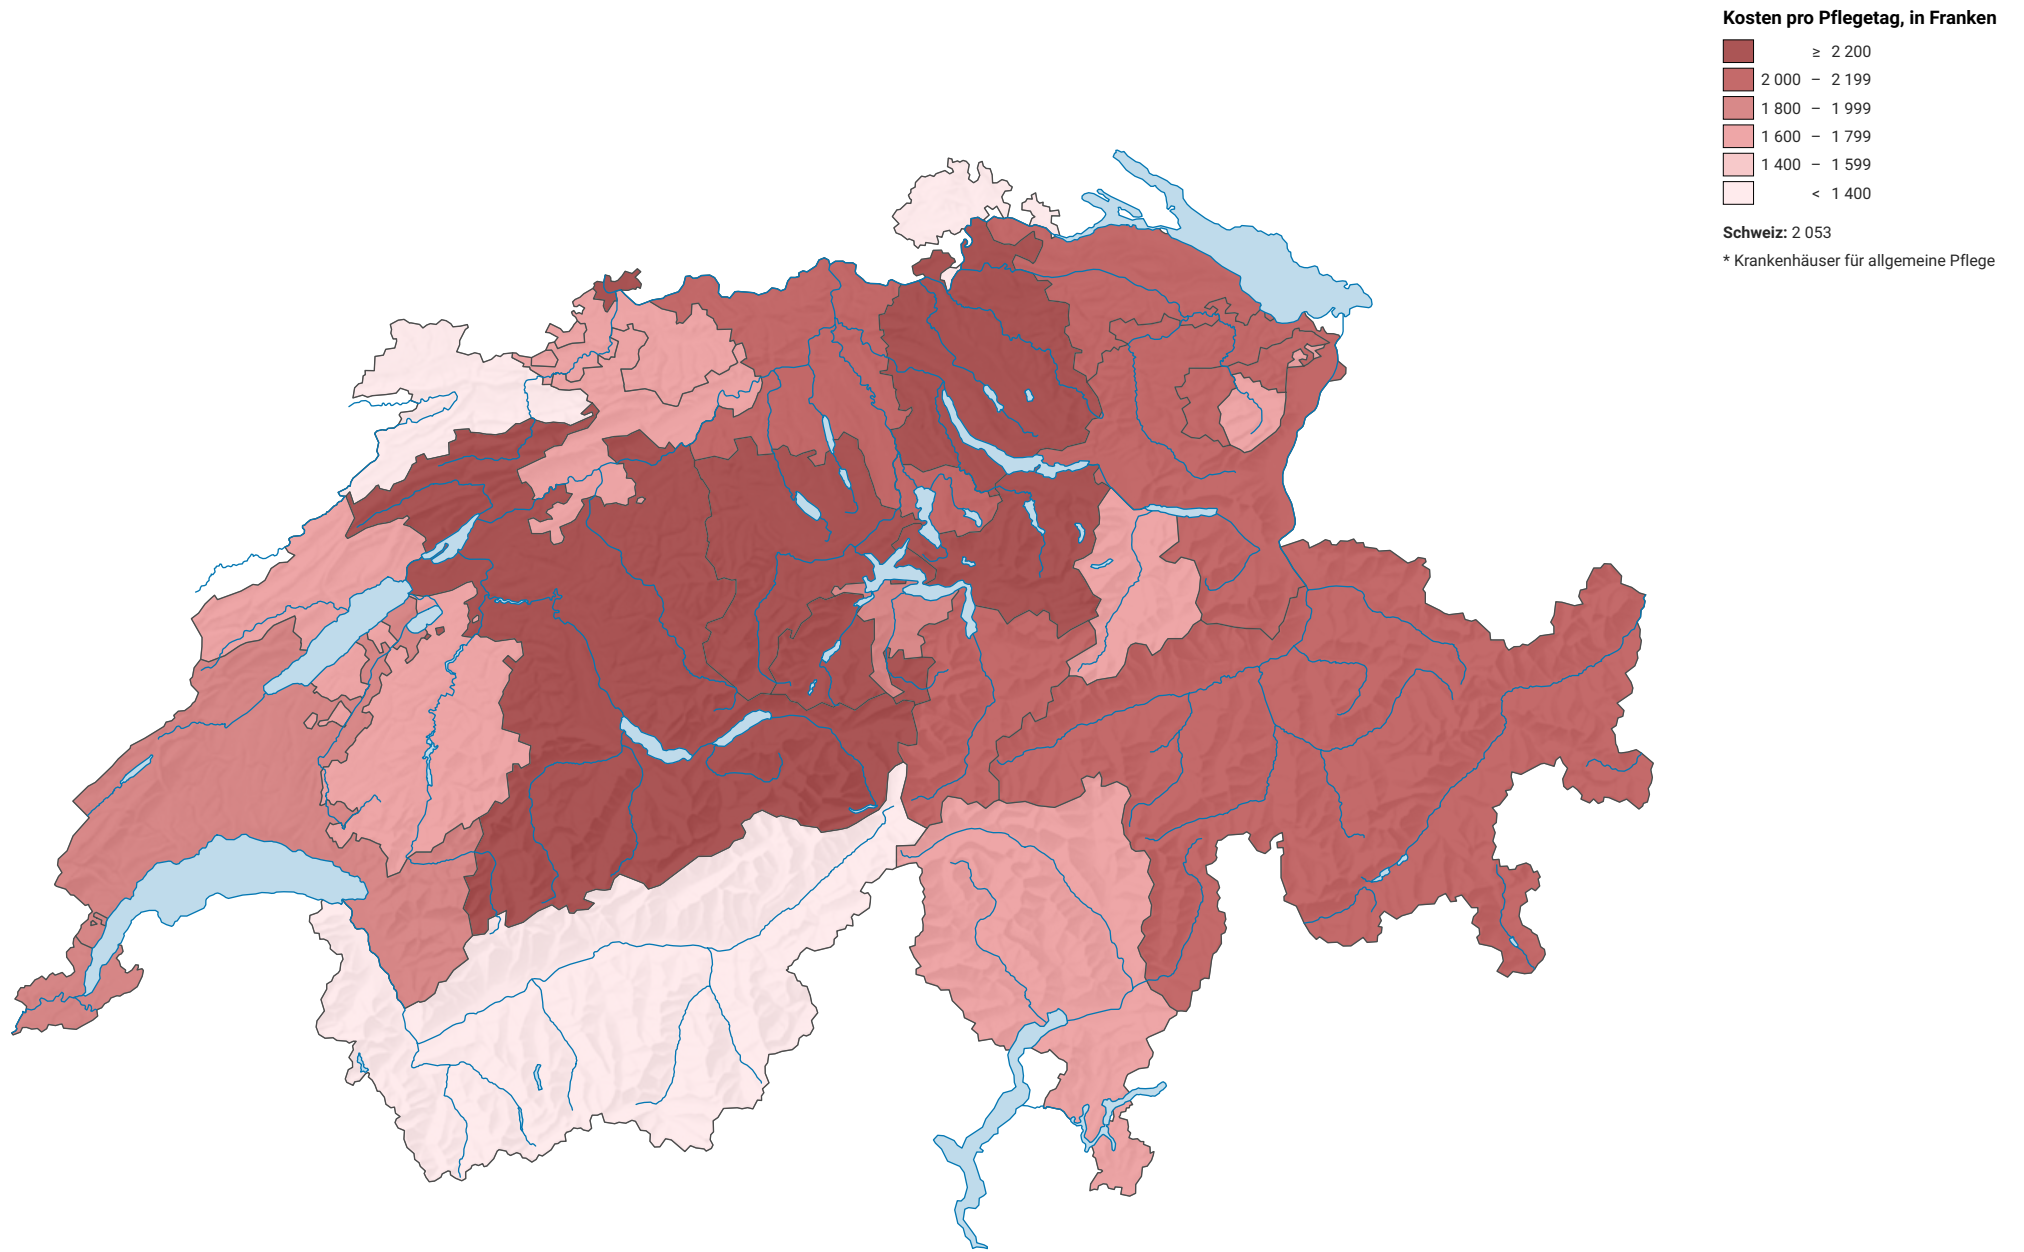 Kosten pro Pflegetag, in Franken
≥ 2 200
2 000 – 2 199
1 800 – 1 999
1 600 – 1 799
1 400 – 1 599
< 1 400
Schweiz: 2 053
* Krankenhäuser für allgemeine Pflege